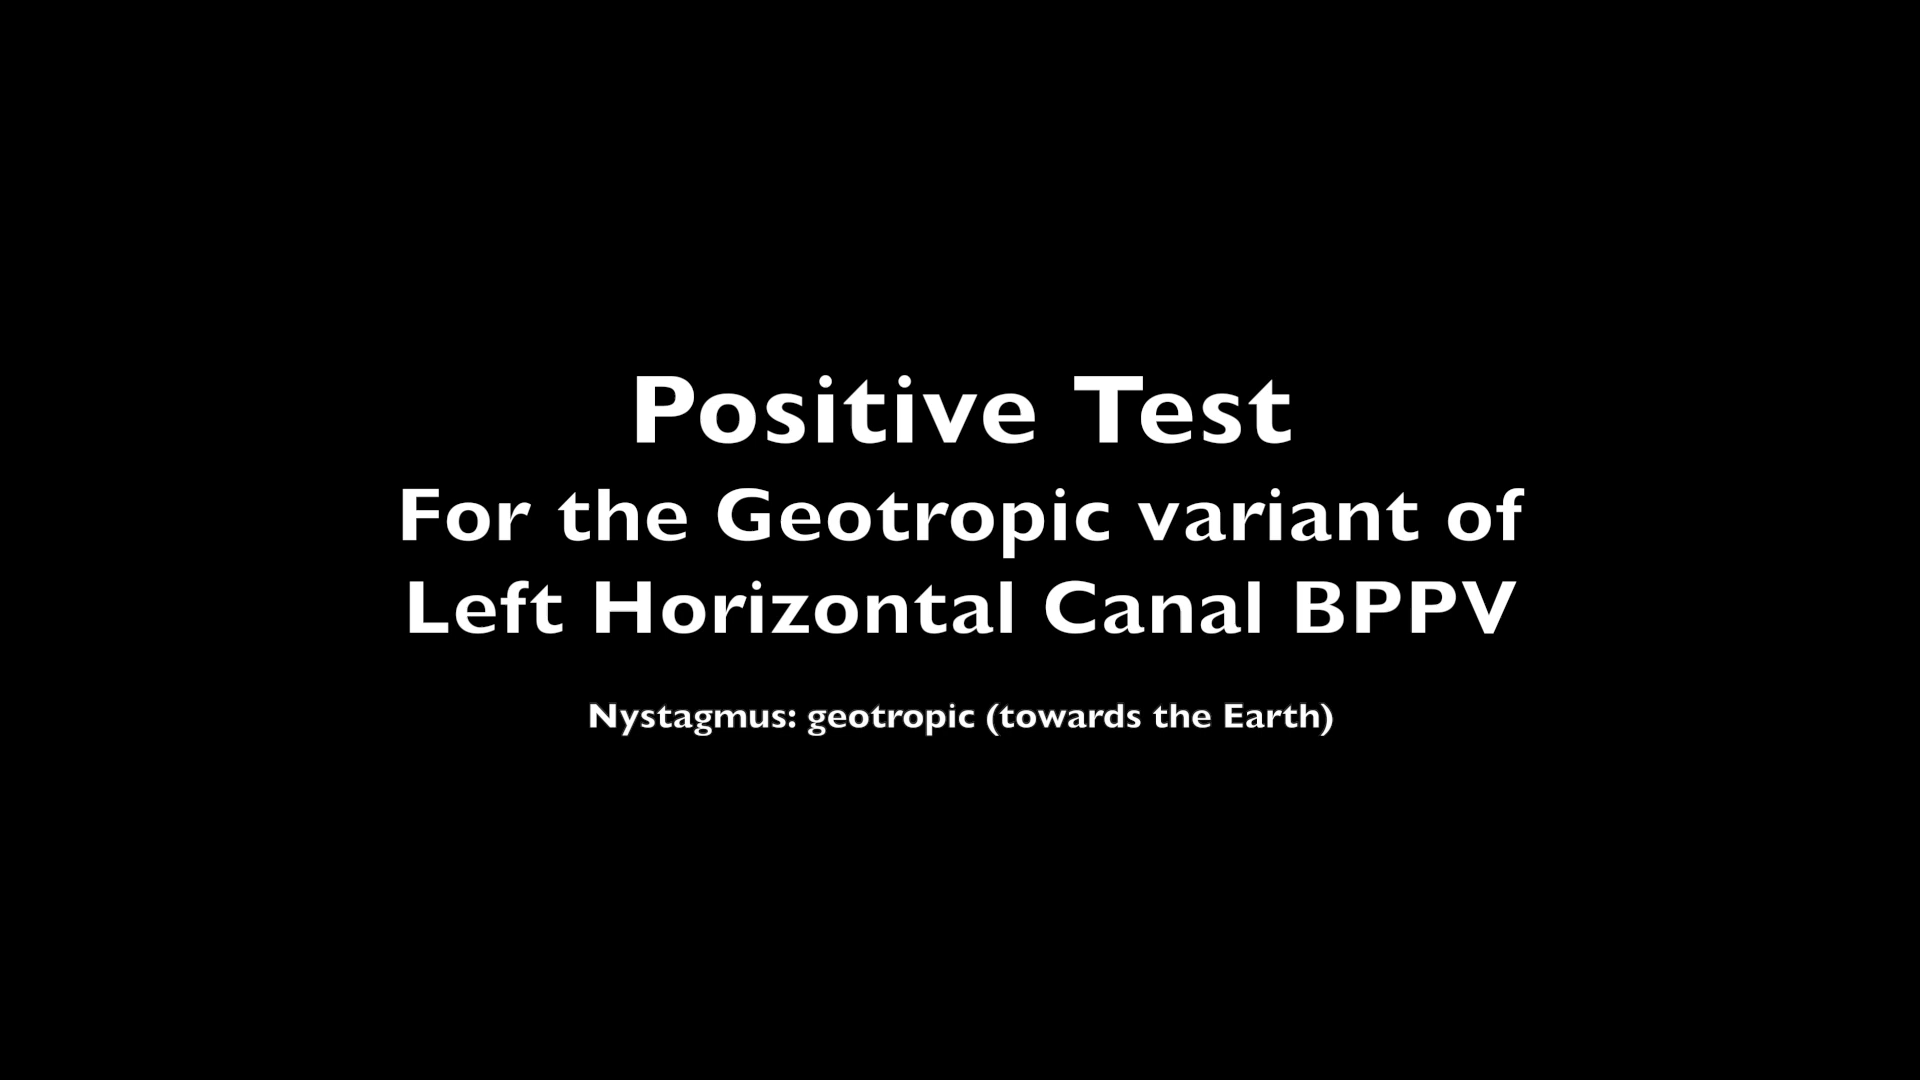 Positive Test
For the Geotropic variant of
Left Horizontal Canal BPPV
Nystagmus: geotropic (towards the Earth)